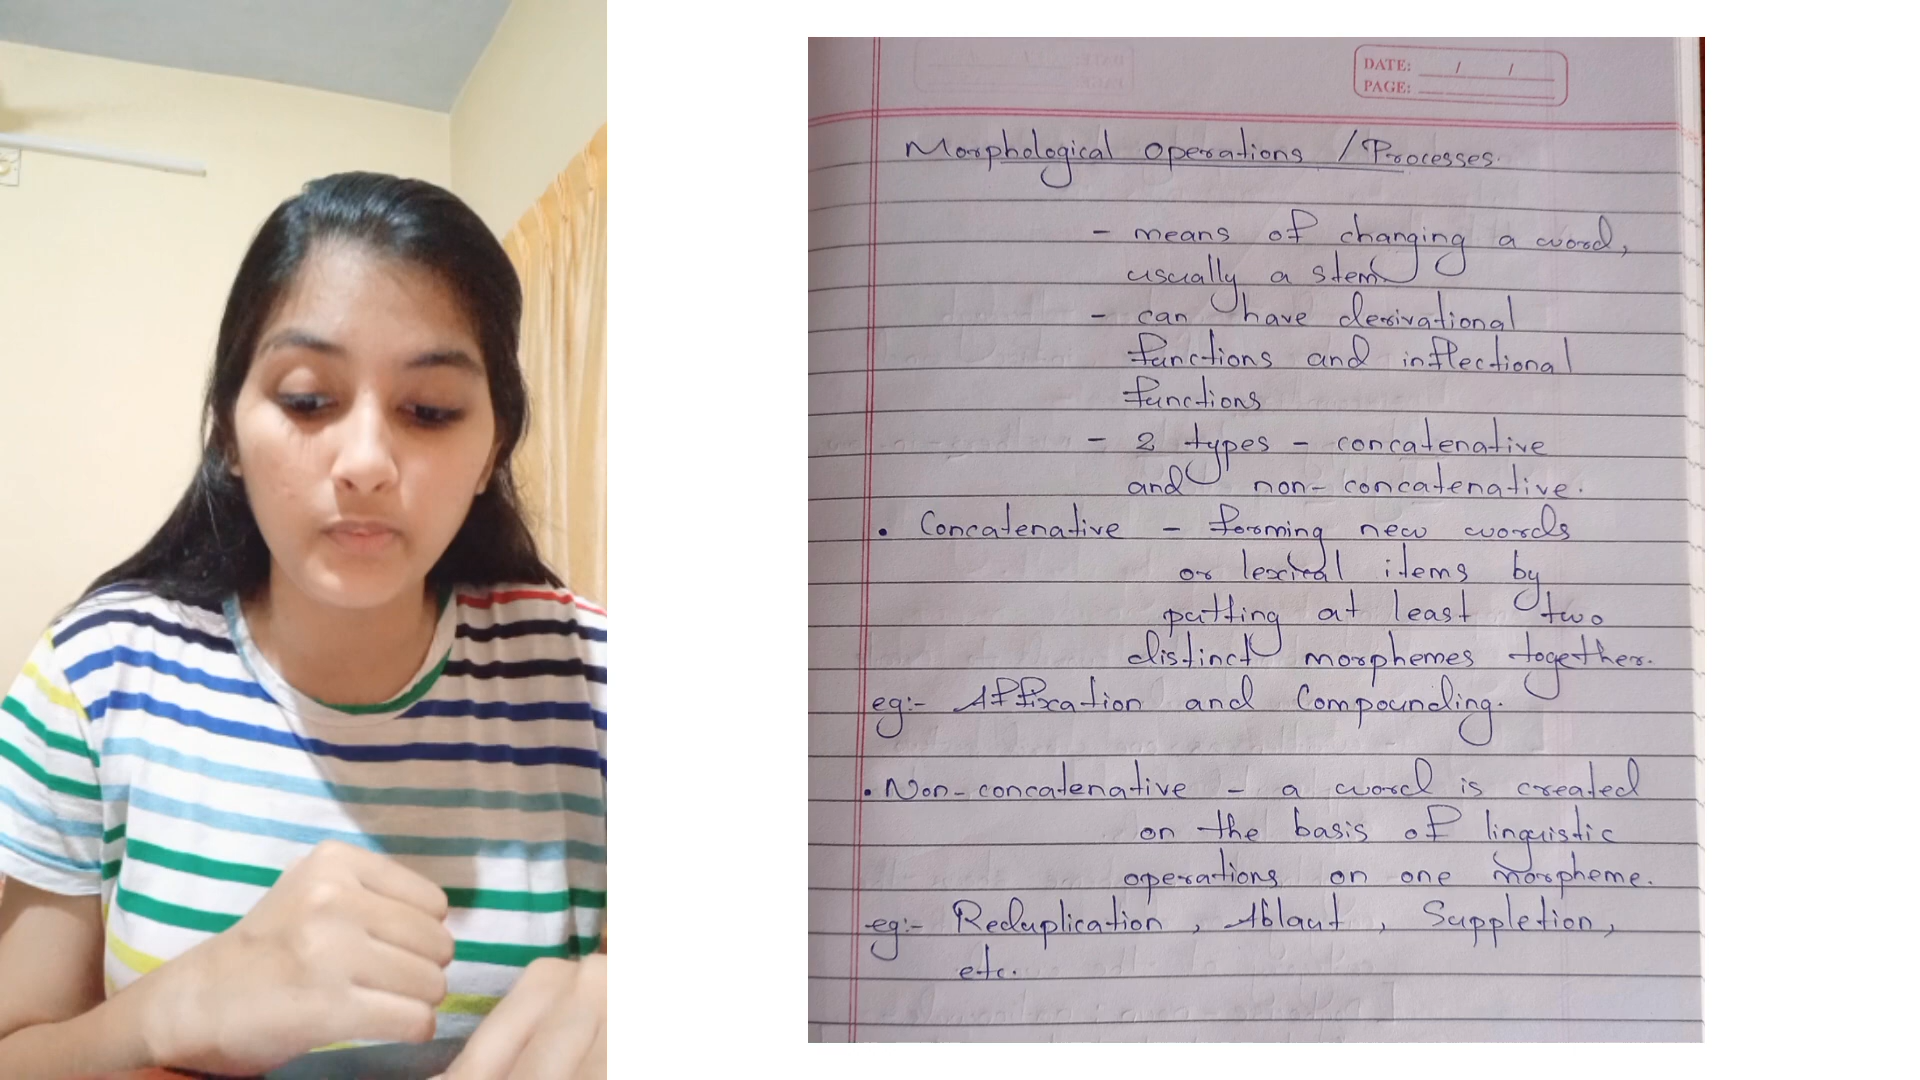 DATE: / /
PAGE:
Morphological Operations / Processes.
- means of changing a word,
usually a stem
- can have derivational
functions and inflectional
functions
- 2 types - concatenative
and non-concatenative.
• Concatenative - forming new words
or lexical items by
putting at least two
distinct morphemes together.
eg:- Affixation and Compounding.
• Non-concatenative - a word is created
on the basis of linguistic
operations on one morpheme.
eg:- Reduplication, Ablaut, Suppletion,
etc.